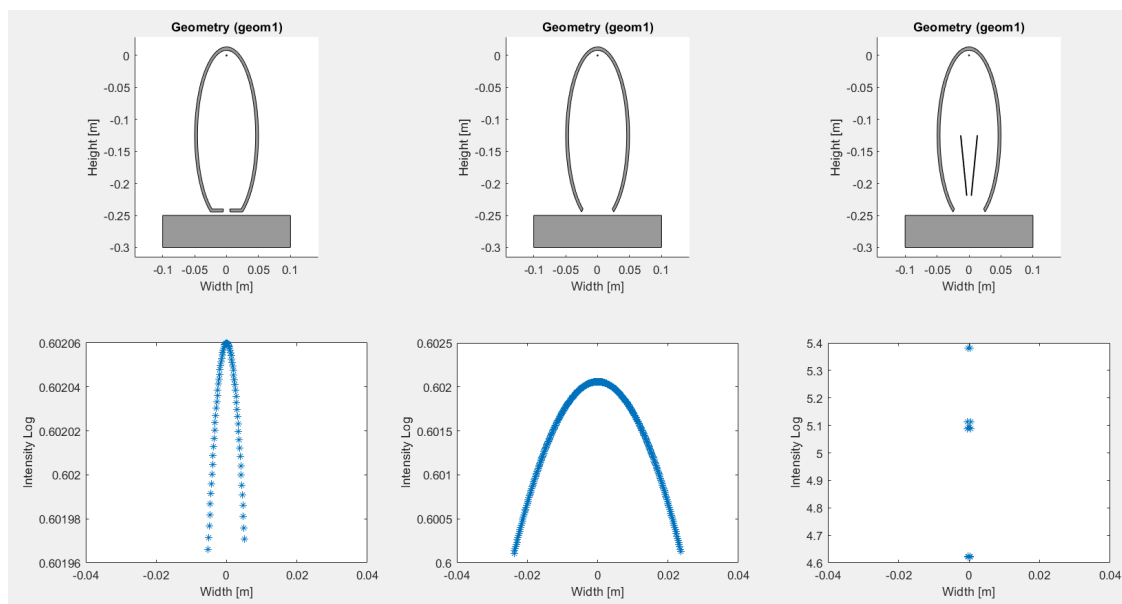 Geometry (geom1)
0
-0.05
-0.1
-0.15
-0.2
-0.25
-0.3
Height [m]
-0.1 -0.05 0 0.05 0.1
Width [m]
Geometry (geom1)
0
-0.05
-0.1
-0.15
-0.2
-0.25
-0.3
Height [m]
-0.1 -0.05 0 0.05 0.1
Width [m]
Geometry (geom1)
0
-0.05
-0.1
-0.15
-0.2
-0.25
-0.3
Height [m]
-0.1 -0.05 0 0.05 0.1
Width [m]
0.60206
0.60204
0.60202
0.602
0.60198
0.60196
Intensity Log
-0.04 -0.02 0 0.02 0.04
Width [m]
0.6025
0.602
0.6015
0.601
0.6005
0.6
Intensity Log
-0.04 -0.02 0 0.02 0.04
Width [m]
5.4
5.3
5.2
5.1
5
4.9
4.8
4.7
4.6
Intensity Log
-0.04 -0.02 0 0.02 0.04
Width [m]